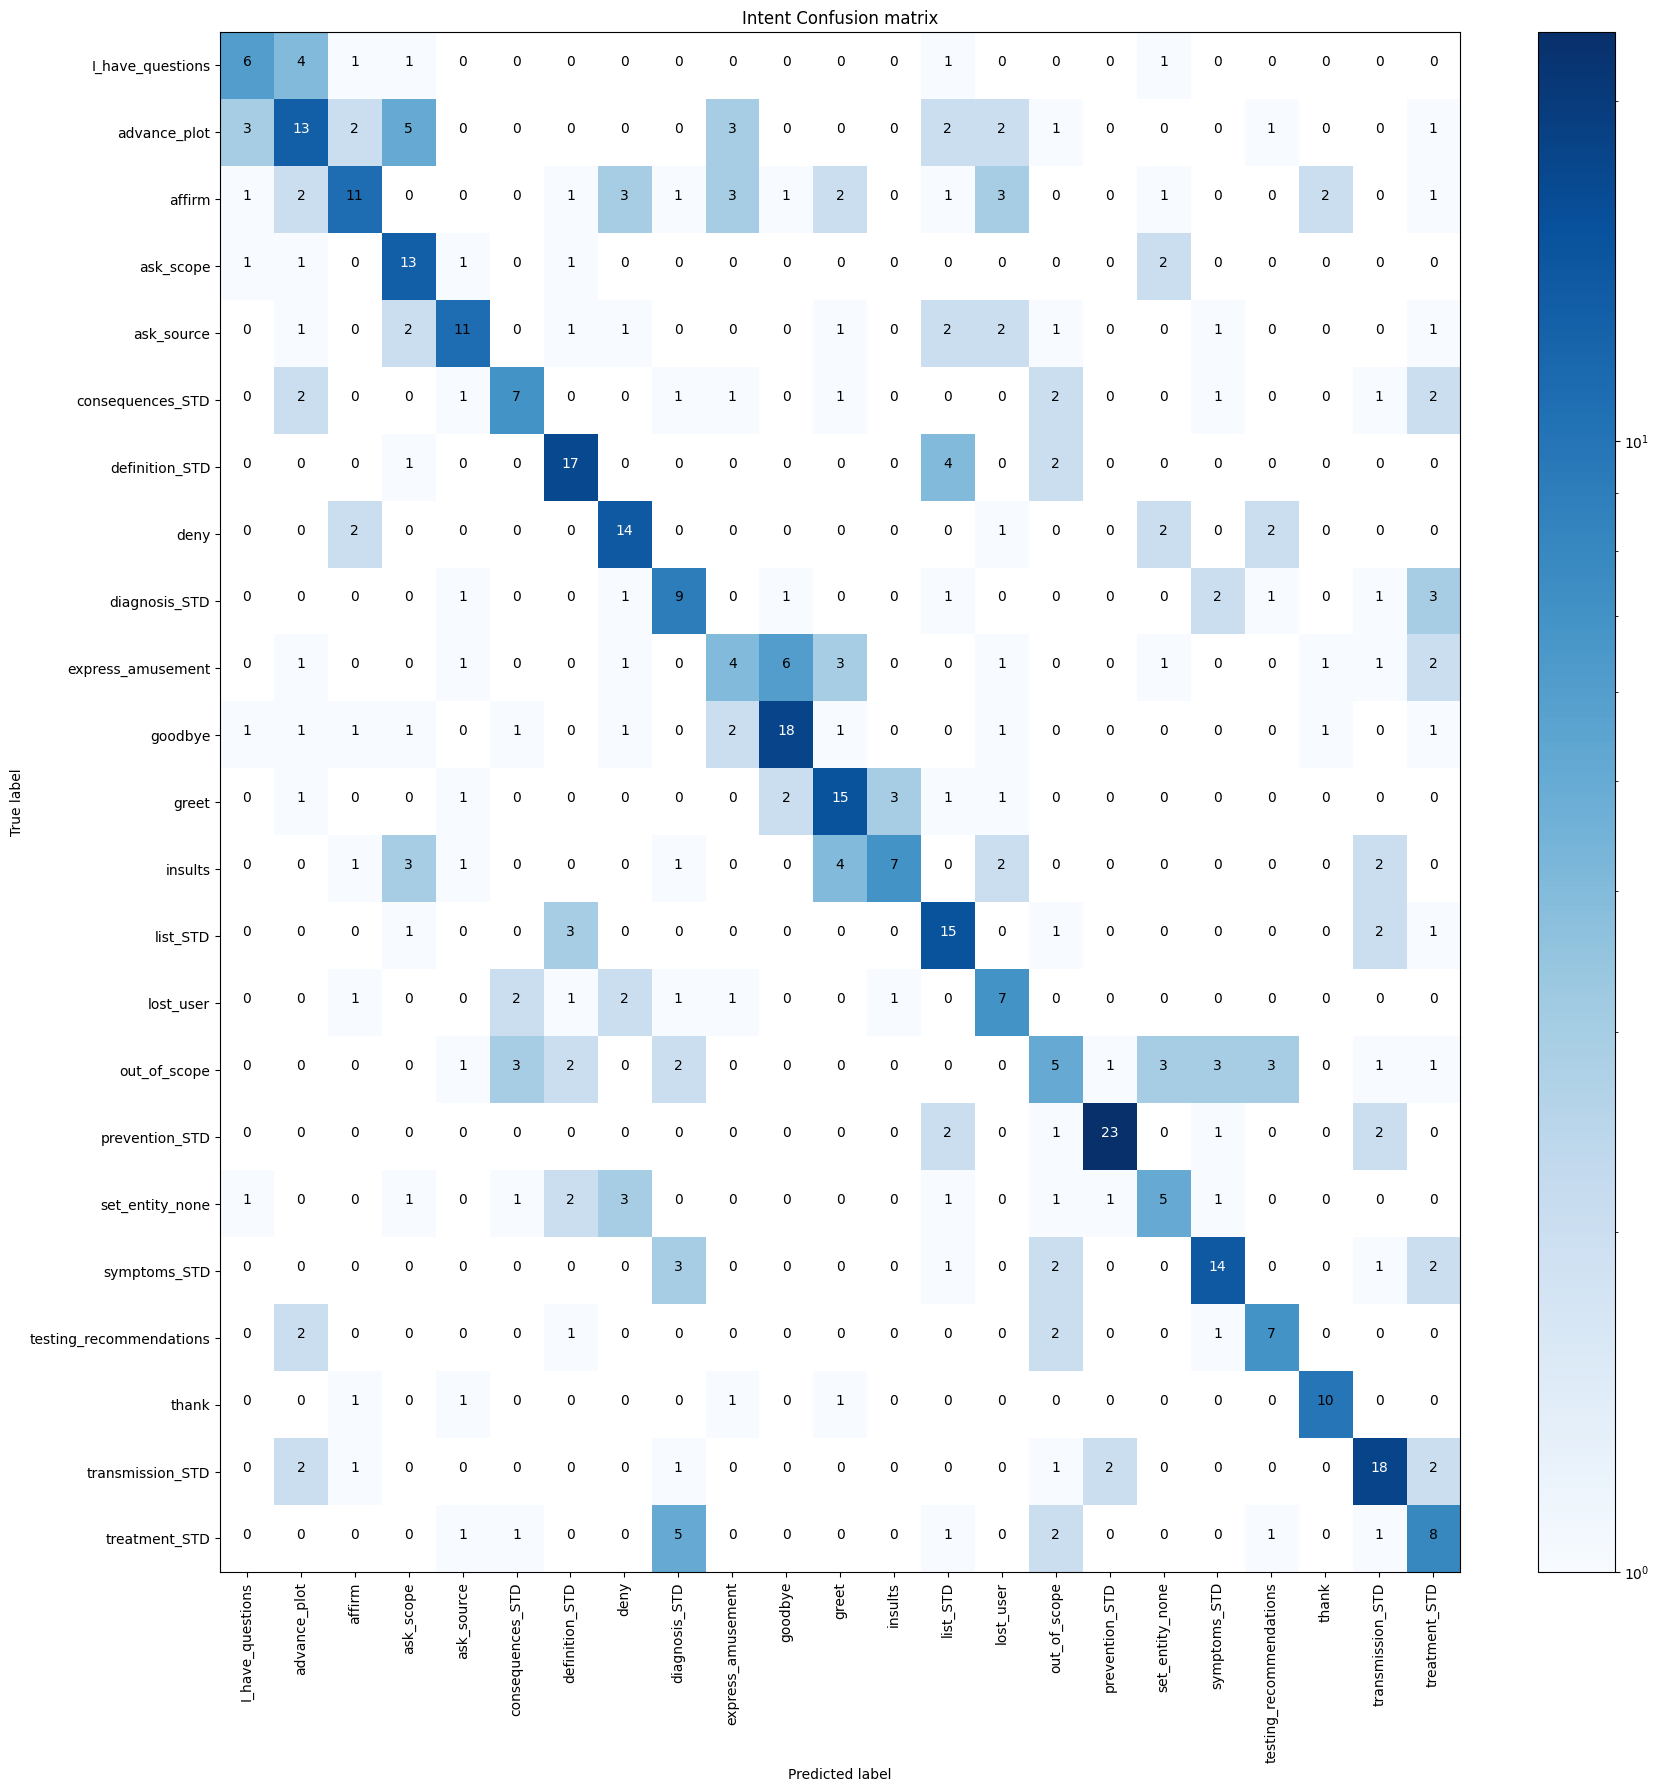 Intent Confusion matrix
I_have_questions 6 4 1 1 0 0 0 0 0 0 0 0 0 1 0 0 0 1 0 0 0 0 0
advance_plot 3 13 2 5 0 0 0 0 0 3 0 0 0 2 2 1 0 0 0 1 0 0 1
affirm 1 2 11 0 0 0 1 3 1 3 1 2 0 1 3 0 0 1 0 0 2 0 1
ask_scope 1 1 0 13 1 0 1 0 0 0 0 0 0 0 0 0 0 2 0 0 0 0 0
ask_source 0 1 0 2 11 0 1 1 0 0 0 1 0 2 2 1 0 0 1 0 0 0 1
consequences_STD 0 2 0 0 1 7 0 0 1 1 0 1 0 0 0 2 0 0 1 0 0 1 2
definition_STD 0 0 0 1 0 0 17 0 0 0 0 0 0 4 0 2 0 0 0 0 0 0 0
deny 0 0 2 0 0 0 0 14 0 0 0 0 0 0 1 0 0 2 0 2 0 0 0
diagnosis_STD 0 0 0 0 1 0 0 1 9 0 1 0 0 1 0 0 0 0 2 1 0 1 3
express_amusement 0 1 0 0 1 0 0 1 0 4 6 3 0 0 1 0 0 1 0 0 1 1 2
goodbye 1 1 1 1 0 1 0 1 0 2 18 1 0 0 1 0 0 0 0 0 1 0 1
greet 0 1 0 0 1 0 0 0 0 0 2 15 3 1 1 0 0 0 0 0 0 0 0
insults 0 0 1 3 1 0 0 0 1 0 0 4 7 0 2 0 0 0 0 0 0 2 0
list_STD 0 0 0 1 0 0 3 0 0 0 0 0 0 15 0 1 0 0 0 0 0 2 1
lost_user 0 0 1 0 0 2 1 2 1 1 0 0 1 0 7 0 0 0 0 0 0 0 0
out_of_scope 0 0 0 0 1 3 2 0 2 0 0 0 0 0 0 5 1 3 3 3 0 1 1
prevention_STD 0 0 0 0 0 0 0 0 0 0 0 0 0 2 0 1 23 0 1 0 0 2 0
set_entity_none 1 0 0 1 0 1 2 3 0 0 0 0 0 1 0 1 1 5 1 0 0 0 0
symptoms_STD 0 0 0 0 0 0 0 0 3 0 0 0 0 1 0 2 0 0 14 0 0 1 2
testing_recommendations 0 2 0 0 0 0 1 0 0 0 0 0 0 0 0 2 0 0 1 7 0 0 0
thank 0 0 1 0 1 0 0 0 0 1 0 1 0 0 0 0 0 0 0 0 10 0 0
transmission_STD 0 2 1 0 0 0 0 0 1 0 0 0 0 0 0 1 2 0 0 0 0 18 2
treatment_STD 0 0 0 0 1 1 0 0 5 0 0 0 0 1 0 2 0 0 0 1 0 1 8
True label
I_have_questions
advance_plot
affirm
ask_scope
ask_source
consequences_STD
definition_STD
deny
diagnosis_STD
express_amusement
goodbye
greet
insults
list_STD
lost_user
out_of_scope
prevention_STD
set_entity_none
symptoms_STD
testing_recommendations
thank
transmission_STD
treatment_STD
Predicted label
10¹
10⁰